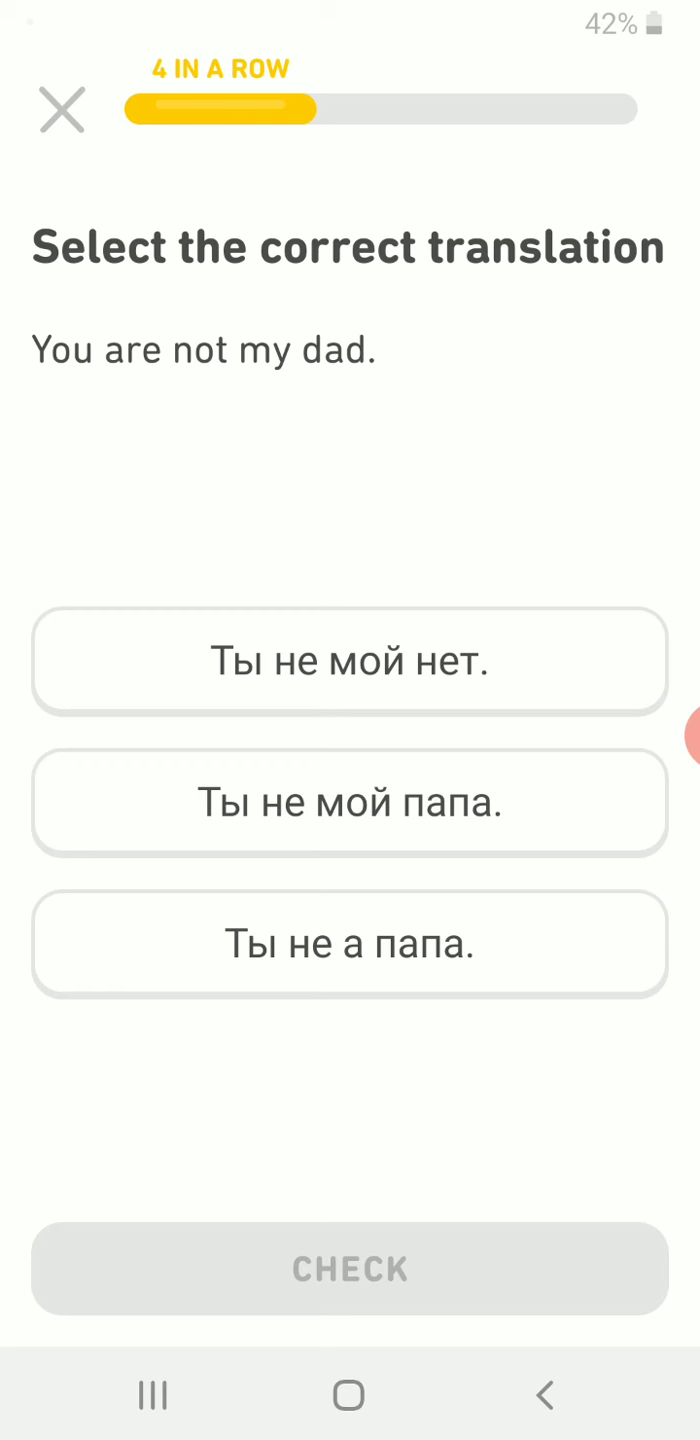 42%
4 IN A ROW
Select the correct translation
You are not my dad.
Ты не мой нет.
Ты не мой папа.
Ты не а папа.
CHECK